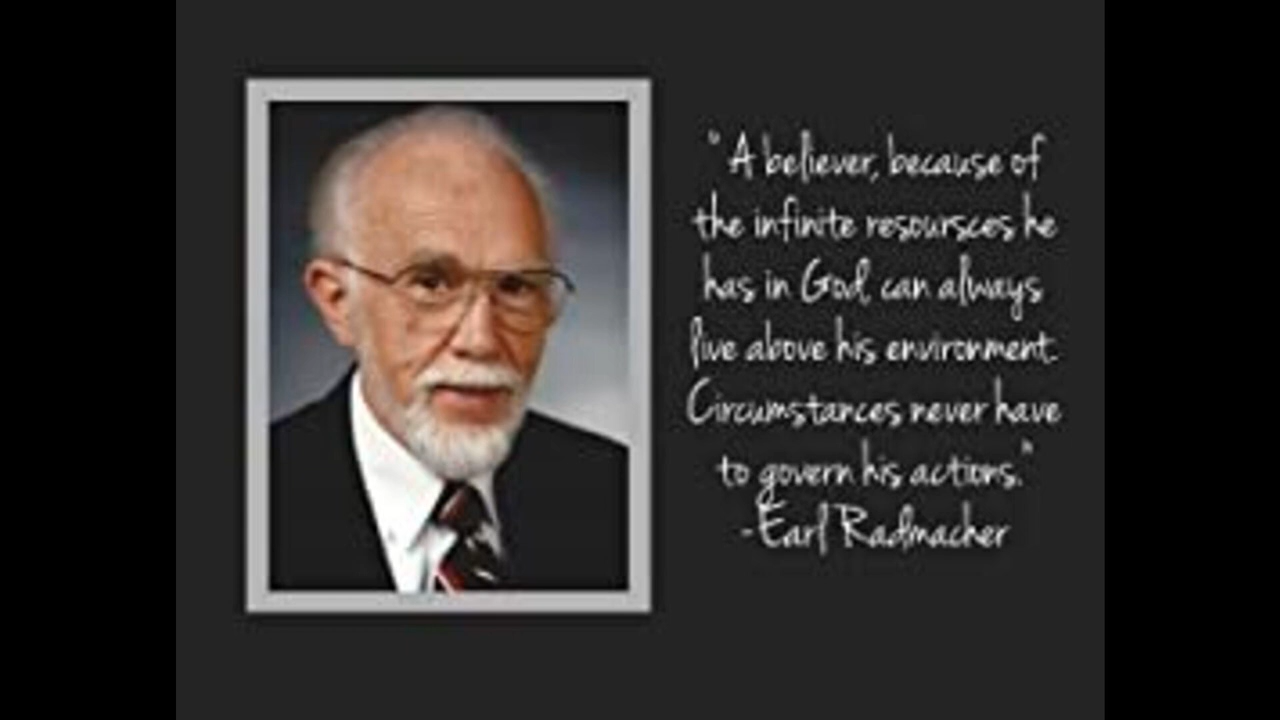 "A believer, because of
the infinite resoursces he
has in God, can always
live above his environment.
Circumstances never have
to govern his actions."
-Earl Radmacher